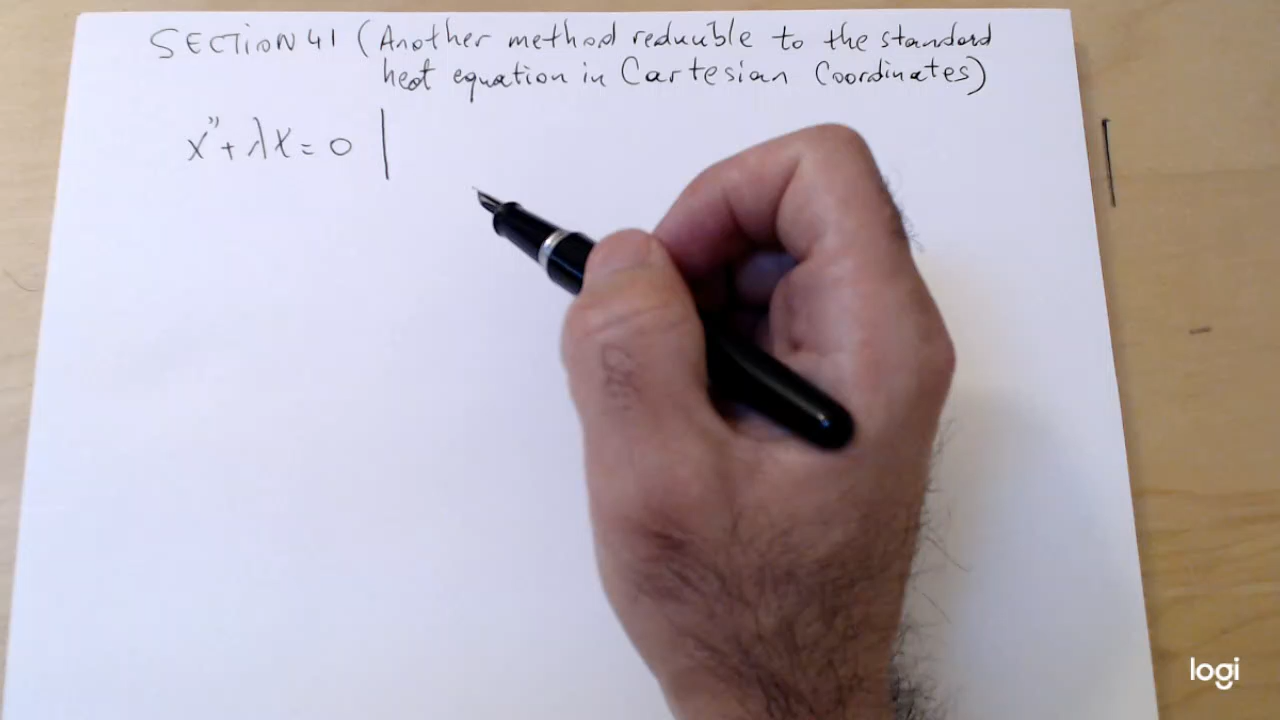 SECTION 41 (Another method reducible to the standard
heat equation in Cartesian Coordinates)
X" + λX = 0
logi